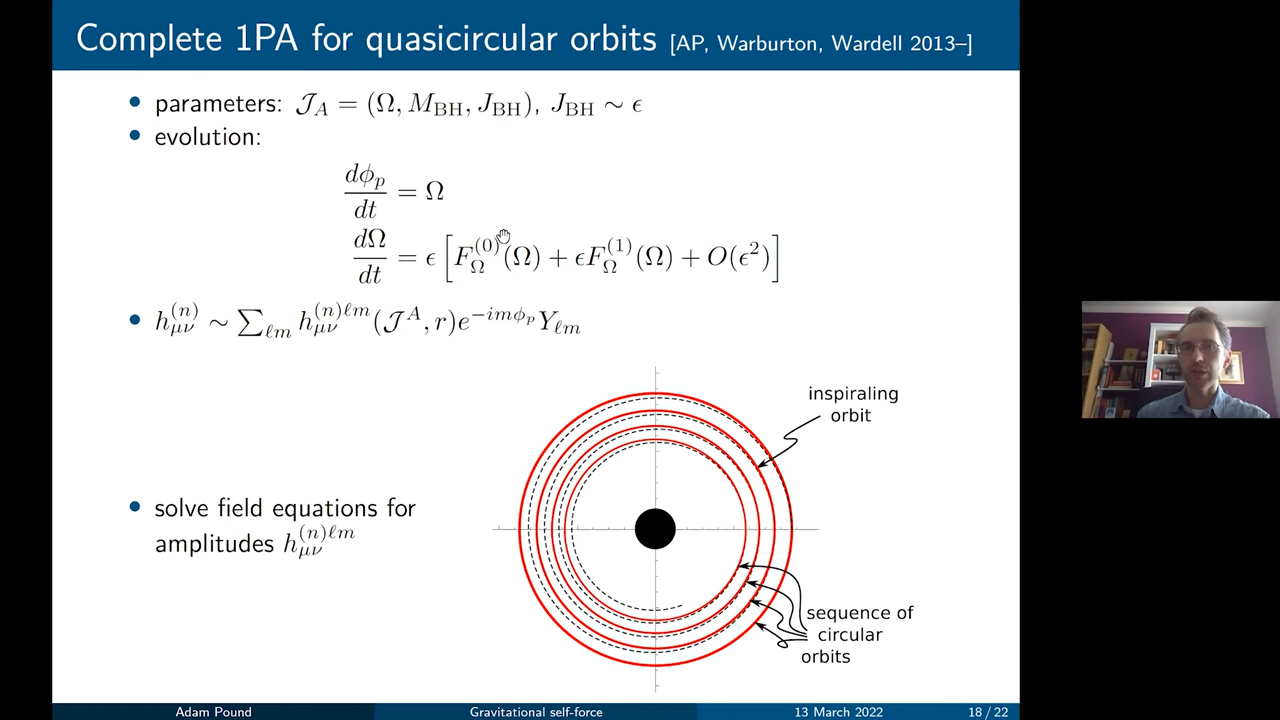 Complete 1PA for quasicircular orbits [AP, Warburton, Wardell 2013–]
• parameters: 𝒥_A = (Ω, M_BH, J_BH), J_BH ∼ ϵ
• evolution:
dϕ_p/dt = Ω
dΩ/dt = ϵ [F_Ω^(0)(Ω) + ϵF_Ω^(1)(Ω) + O(ϵ²)]
• h_μν^(n) ∼ ∑_ℓm h_μν^(n)ℓm (𝒥^A, r)e^−imϕ_p Y_ℓm
inspiraling
orbit
• solve field equations for
amplitudes h_μν^(n)ℓm
sequence of
circular
orbits
Adam Pound Gravitational self-force 13 March 2022 18 / 22